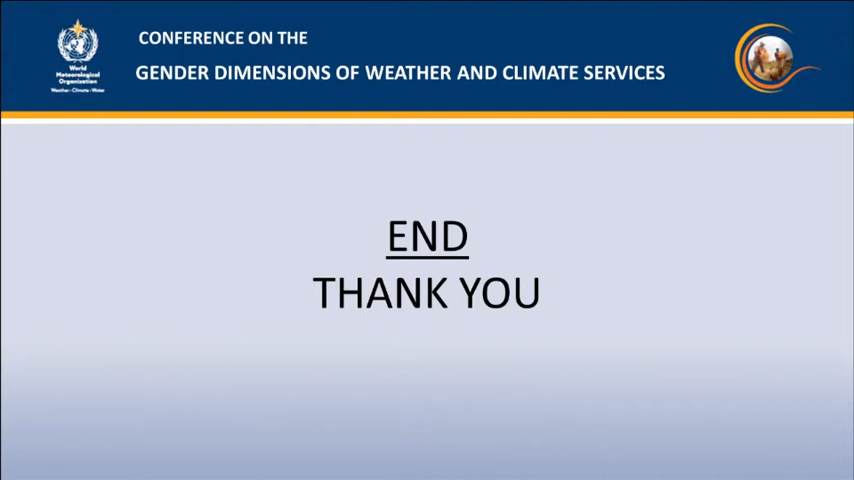 CONFERENCE ON THE
GENDER DIMENSIONS OF WEATHER AND CLIMATE SERVICES
World
Meteorological
Organization
Weather · Climate · Water
END
THANK YOU